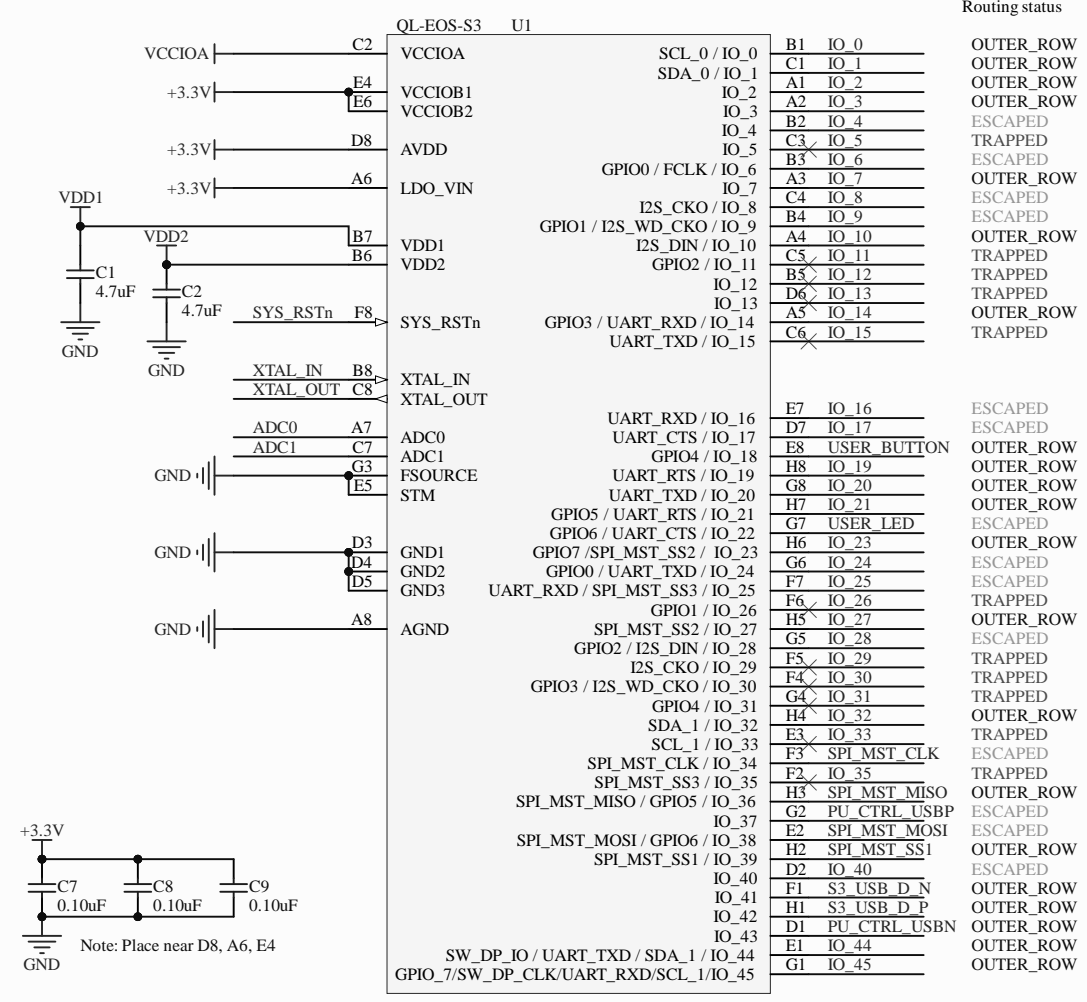 Routing status
QL-EOS-S3 U1
VCCIOA C2 VCCIOA
+3.3V E4 VCCIOB1
E6 VCCIOB2
+3.3V D8 AVDD
+3.3V A6 LDO_VIN
VDD1
B7 VDD1
VDD2
B6 VDD2
C1
4.7uF
C2
4.7uF
GND
GND
SYS_RSTn F8 SYS_RSTn
XTAL_IN B8 XTAL_IN
XTAL_OUT C8 XTAL_OUT
ADC0 A7 ADC0
ADC1 C7 ADC1
GND G3 FSOURCE
E5 STM
GND D3 GND1
D4 GND2
D5 GND3
GND A8 AGND
SCL_0 / IO_0 B1 IO_0 OUTER_ROW
SDA_0 / IO_1 C1 IO_1 OUTER_ROW
IO_2 A1 IO_2 OUTER_ROW
IO_3 A2 IO_3 OUTER_ROW
IO_4 B2 IO_4 ESCAPED
IO_5 C3 IO_5 TRAPPED
GPIO0 / FCLK / IO_6 B3 IO_6 ESCAPED
IO_7 A3 IO_7 OUTER_ROW
I2S_CKO / IO_8 C4 IO_8 ESCAPED
GPIO1 / I2S_WD_CKO / IO_9 B4 IO_9 ESCAPED
I2S_DIN / IO_10 A4 IO_10 OUTER_ROW
GPIO2 / IO_11 C5 IO_11 TRAPPED
IO_12 B5 IO_12 TRAPPED
IO_13 D6 IO_13 TRAPPED
GPIO3 / UART_RXD / IO_14 A5 IO_14 OUTER_ROW
UART_TXD / IO_15 C6 IO_15 TRAPPED
UART_RXD / IO_16 E7 IO_16 ESCAPED
UART_CTS / IO_17 D7 IO_17 ESCAPED
GPIO4 / IO_18 E8 USER_BUTTON OUTER_ROW
UART_RTS / IO_19 H8 IO_19 OUTER_ROW
UART_TXD / IO_20 G8 IO_20 OUTER_ROW
GPIO5 / UART_RTS / IO_21 H7 IO_21 OUTER_ROW
GPIO6 / UART_CTS / IO_22 G7 USER_LED ESCAPED
GPIO7 /SPI_MST_SS2 / IO_23 H6 IO_23 OUTER_ROW
GPIO0 / UART_TXD / IO_24 G6 IO_24 ESCAPED
UART_RXD / SPI_MST_SS3 / IO_25 F7 IO_25 ESCAPED
GPIO1 / IO_26 F6 IO_26 TRAPPED
SPI_MST_SS2 / IO_27 H5 IO_27 OUTER_ROW
GPIO2 / I2S_DIN / IO_28 G5 IO_28 ESCAPED
I2S_CKO / IO_29 F5 IO_29 TRAPPED
GPIO3 / I2S_WD_CKO / IO_30 F4 IO_30 TRAPPED
GPIO4 / IO_31 G4 IO_31 TRAPPED
SDA_1 / IO_32 H4 IO_32 OUTER_ROW
SCL_1 / IO_33 E3 IO_33 TRAPPED
SPI_MST_CLK / IO_34 F3 SPI_MST_CLK ESCAPED
SPI_MST_SS3 / IO_35 F2 IO_35 TRAPPED
SPI_MST_MISO / GPIO5 / IO_36 H3 SPI_MST_MISO OUTER_ROW
IO_37 G2 PU_CTRL_USBP ESCAPED
SPI_MST_MOSI / GPIO6 / IO_38 E2 SPI_MST_MOSI ESCAPED
SPI_MST_SS1 / IO_39 H2 SPI_MST_SS1 OUTER_ROW
IO_40 D2 IO_40 ESCAPED
IO_41 F1 S3_USB_D_N OUTER_ROW
IO_42 H1 S3_USB_D_P OUTER_ROW
IO_43 D1 PU_CTRL_USBN OUTER_ROW
SW_DP_IO / UART_TXD / SDA_1 / IO_44 E1 IO_44 OUTER_ROW
GPIO_7/SW_DP_CLK/UART_RXD/SCL_1/IO_45 G1 IO_45 OUTER_ROW
+3.3V
C7 C8 C9
0.10uF 0.10uF 0.10uF
Note: Place near D8, A6, E4
GND